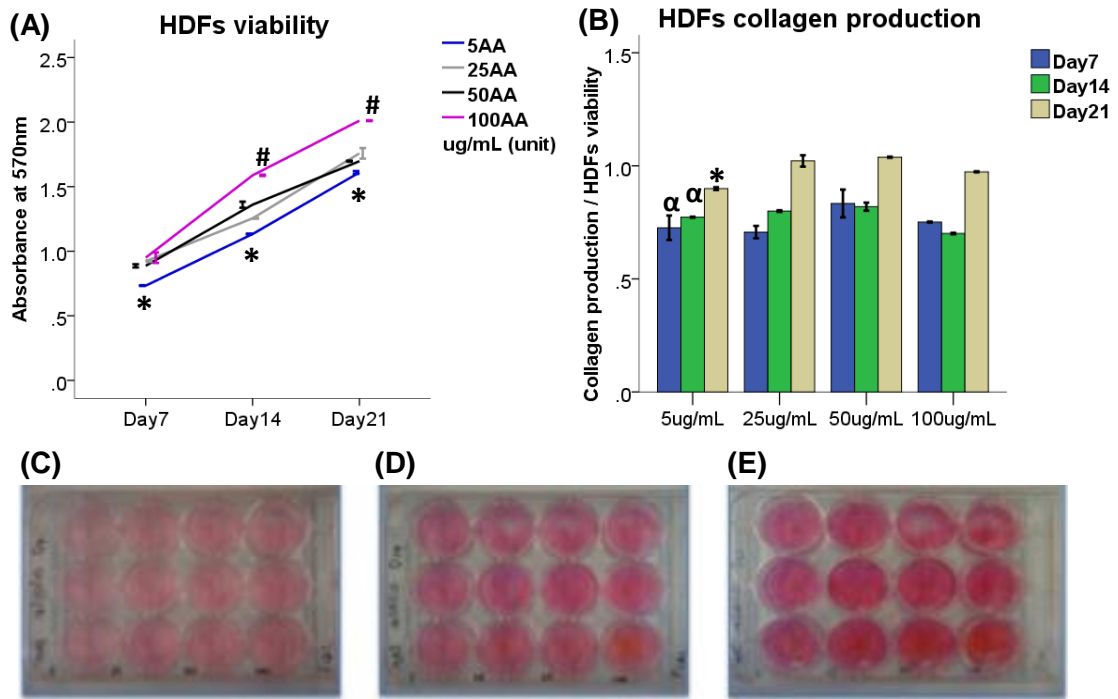 (A)
HDFs viability
Absorbance at 570nm
2.5
2.0
1.5
1.0
.5
.0
#
#
*
*
*
Day7
Day14
Day21
5AA
25AA
50AA
100AA
ug/mL (unit)
(B)
HDFs collagen production
Collagen production / HDFs viability
1.5
1.0
.5
.0
α
α
*
5ug/mL
25ug/mL
50ug/mL
100ug/mL
Day7
Day14
Day21
(C)
(D)
(E)